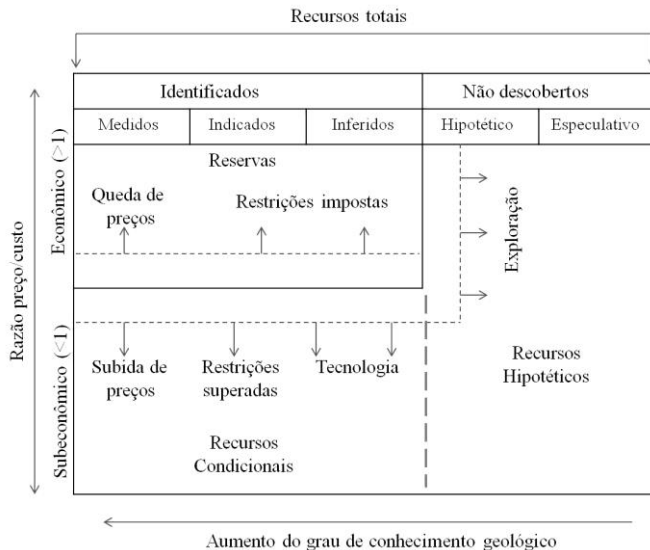 Recursos totais
Identificados
Não descobertos
Medidos
Indicados
Inferidos
Hipotético
Especulativo
Razão preço/custo
Econômico (>1)
Subeconômico (<1)
Reservas
Queda de
preços
Restrições impostas
Exploração
Subida de
preços
Restrições
superadas
Tecnologia
Recursos
Hipotéticos
Recursos
Condicionais
Aumento do grau de conhecimento geológico